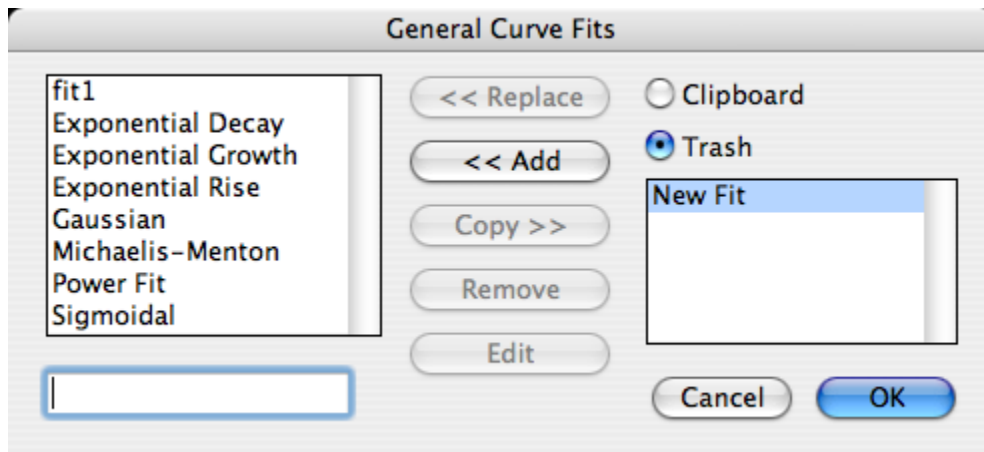 General Curve Fits
fit1
Exponential Decay
Exponential Growth
Exponential Rise
Gaussian
Michaelis-Menton
Power Fit
Sigmoidal
<< Replace
<< Add
Copy >>
Remove
Edit
Clipboard
Trash
New Fit
Cancel
OK